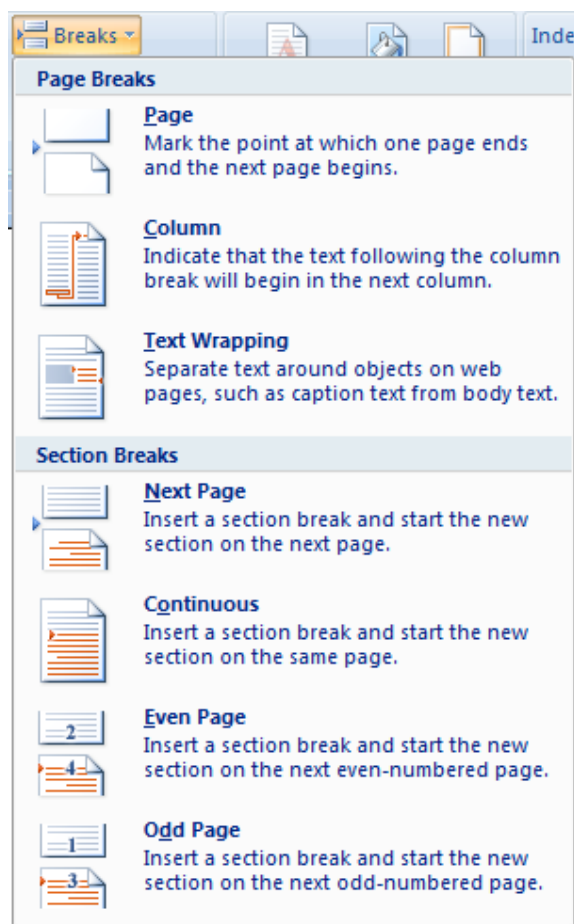 Breaks
Inde
Page Breaks
Page
Mark the point at which one page ends
and the next page begins.
Column
Indicate that the text following the column
break will begin in the next column.
Text Wrapping
Separate text around objects on web
pages, such as caption text from body text.
Section Breaks
Next Page
Insert a section break and start the new
section on the next page.
Continuous
Insert a section break and start the new
section on the same page.
2
Even Page
Insert a section break and start the new
4
section on the next even-numbered page.
1
Odd Page
Insert a section break and start the new
3
section on the next odd-numbered page.